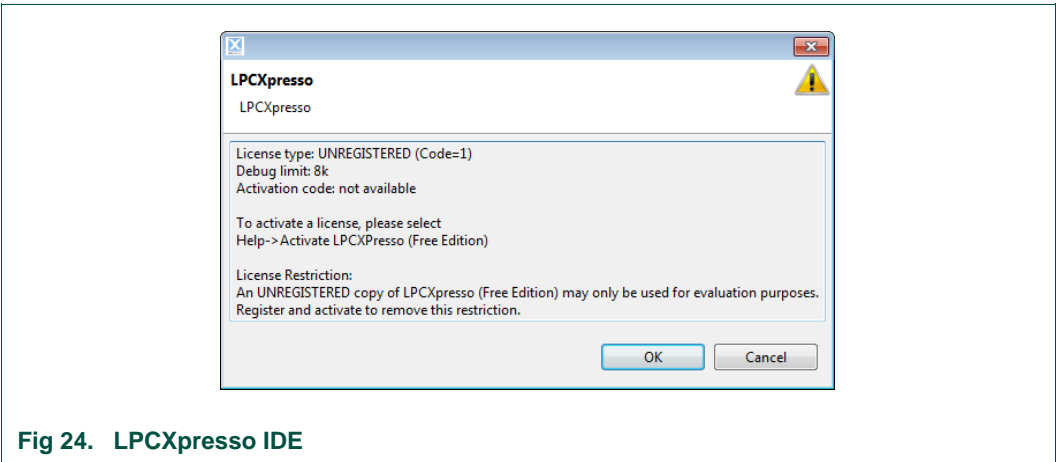 LPCXpresso
LPCXpresso
License type: UNREGISTERED (Code=1)
Debug limit: 8k
Activation code: not available
To activate a license, please select
Help->Activate LPCXPresso (Free Edition)
License Restriction:
An UNREGISTERED copy of LPCXpresso (Free Edition) may only be used for evaluation purposes.
Register and activate to remove this restriction.
OK Cancel
Fig 24. LPCXpresso IDE